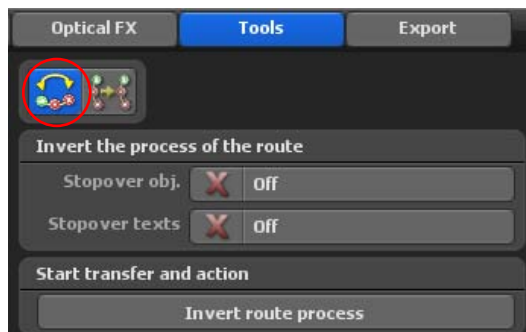 Optical FX Tools Export
Invert the process of the route
Stopover obj. Off
Stopover texts Off
Start transfer and action
Invert route process